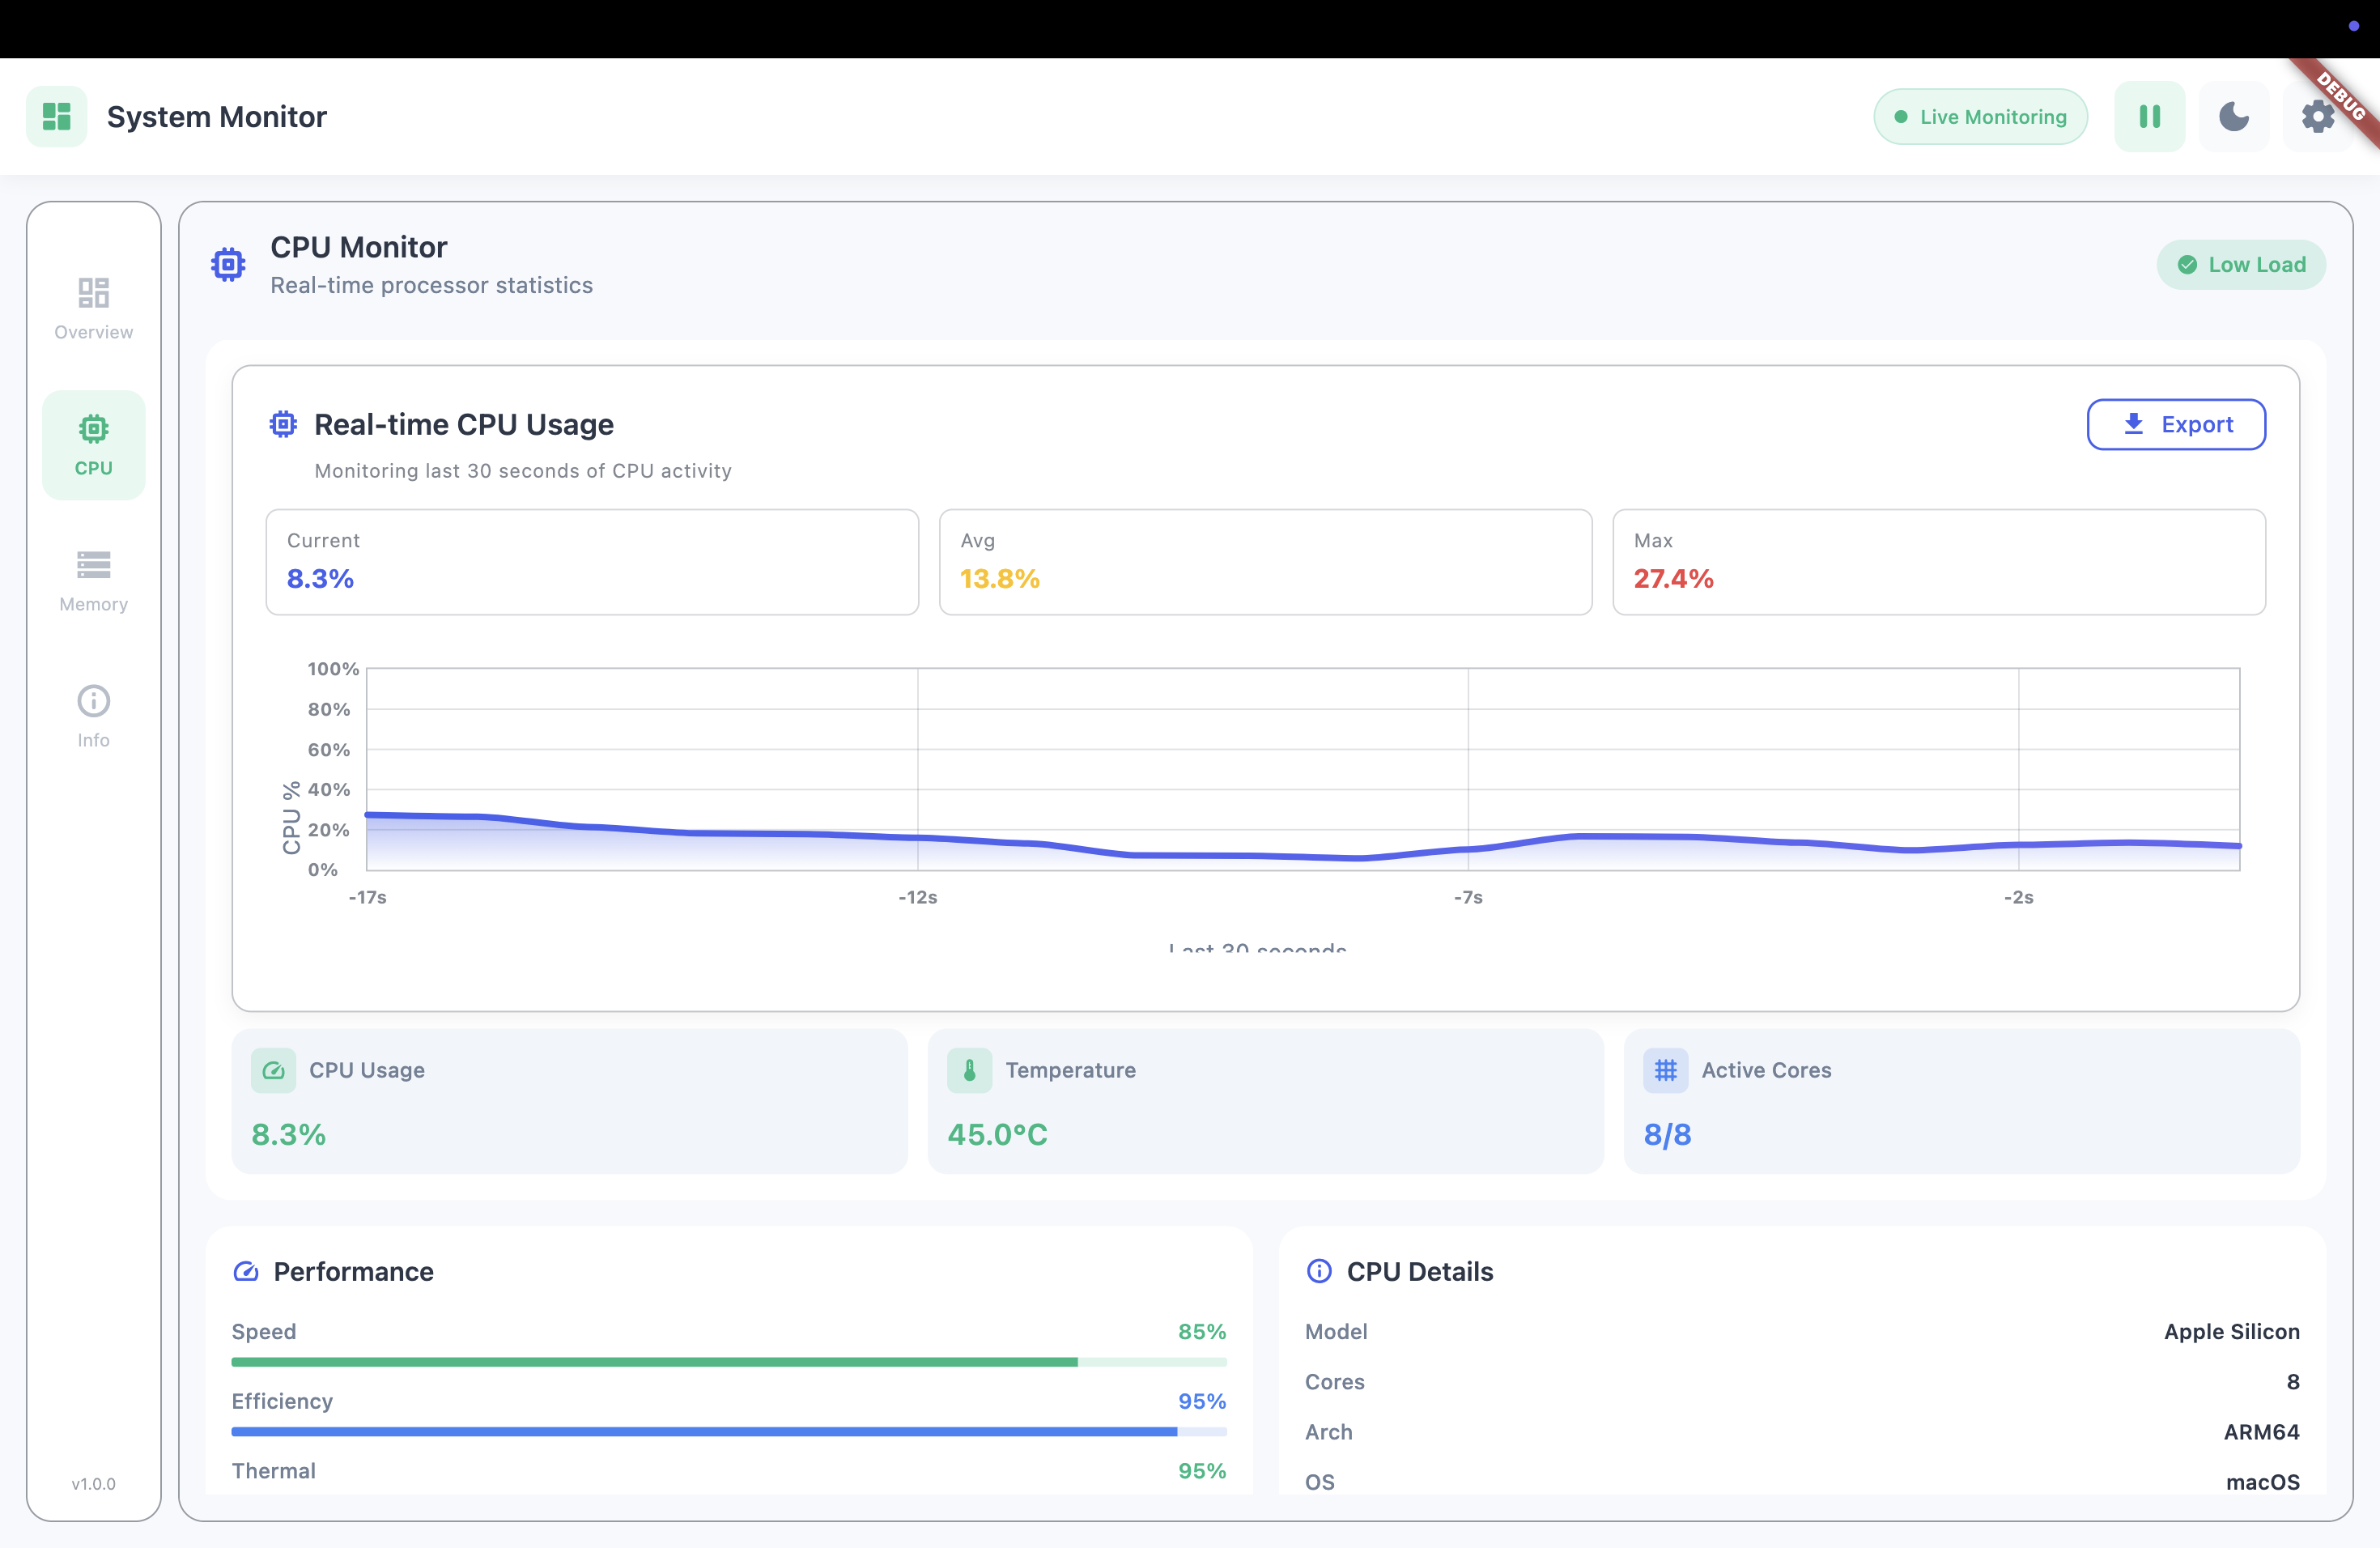 DEBUG
System Monitor
Live Monitoring
Overview
CPU
Memory
Info
v1.0.0
CPU Monitor
Real-time processor statistics
Low Load
Real-time CPU Usage
Monitoring last 30 seconds of CPU activity
Export
Current
8.3%
Avg
13.8%
Max
27.4%
CPU %
100%
80%
60%
40%
20%
0%
-17s
-12s
-7s
-2s
Last 30 seconds
CPU Usage
8.3%
Temperature
45.0°C
Active Cores
8/8
Performance
Speed
85%
Efficiency
95%
Thermal
95%
CPU Details
Model
Apple Silicon
Cores
8
Arch
ARM64
OS
macOS